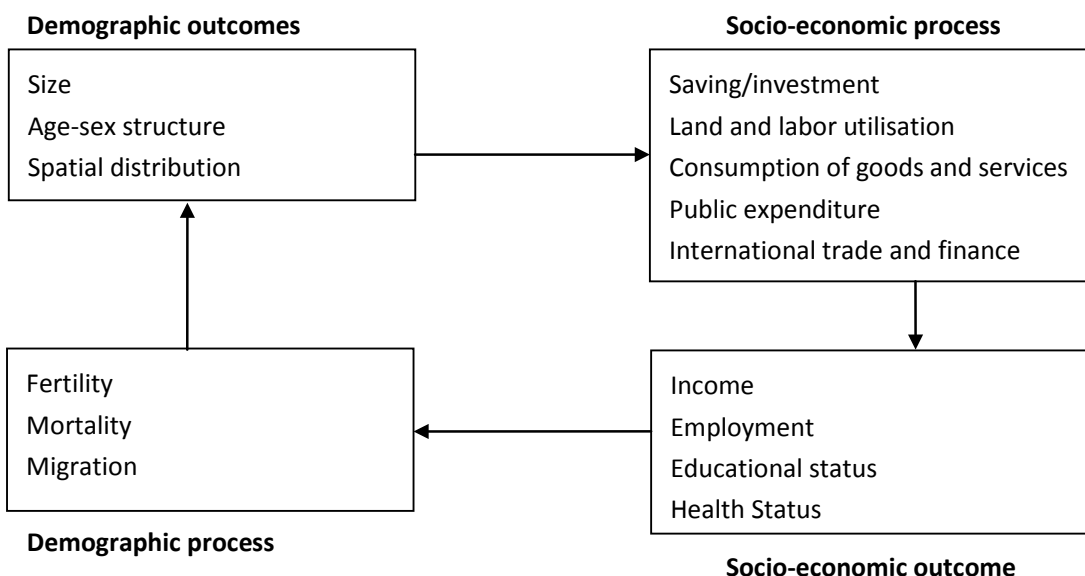 Demographic outcomes
Size
Age-sex structure
Spatial distribution
Socio-economic process
Saving/investment
Land and labor utilisation
Consumption of goods and services
Public expenditure
International trade and finance
Fertility
Mortality
Migration
Demographic process
Income
Employment
Educational status
Health Status
Socio-economic outcome